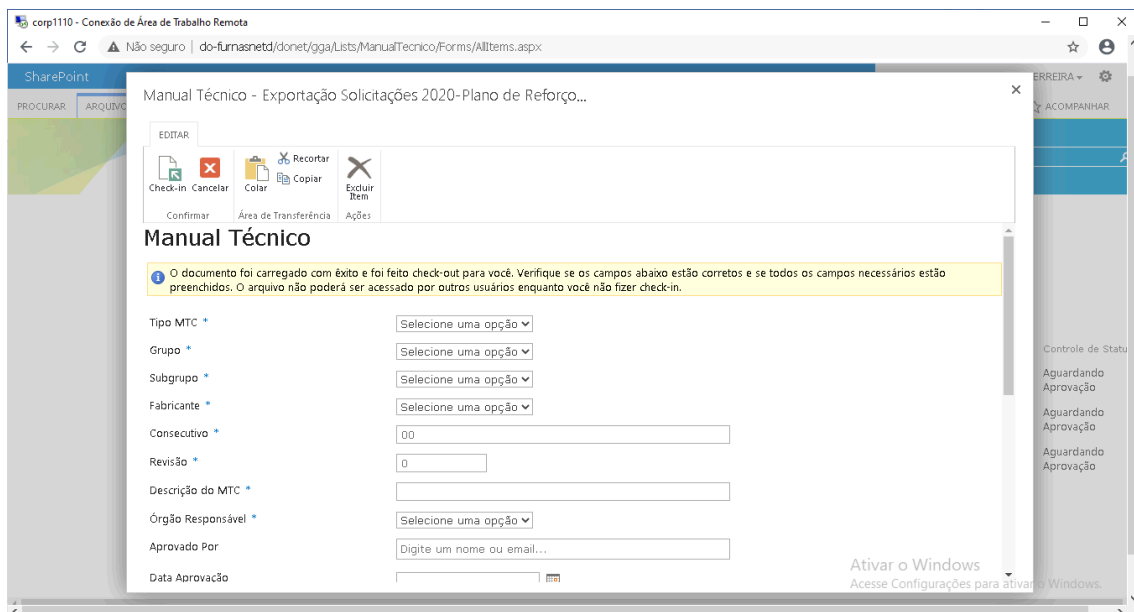 corp1110 - Conexão de Área de Trabalho Remota
Não seguro | do-furnasnetd/donet/gga/Lists/ManualTecnico/Forms/AllItems.aspx
SharePoint
ERREIRA
PROCURAR
ARQUIVO
ACOMPANHAR
Manual Técnico - Exportação Solicitações 2020-Plano de Reforço...
EDITAR
Check-in
Cancelar
Confirmar
Colar
Recortar
Copiar
Área de Transferência
Excluir
Item
Ações
Manual Técnico
O documento foi carregado com êxito e foi feito check-out para você. Verifique se os campos abaixo estão corretos e se todos os campos necessários estão
preenchidos. O arquivo não poderá ser acessado por outros usuários enquanto você não fizer check-in.
Tipo MTC * Selecione uma opção
Grupo * Selecione uma opção
Subgrupo * Selecione uma opção
Fabricante * Selecione uma opção
Consecutivo * 00
Revisão * 0
Descrição do MTC *
Órgão Responsável * Selecione uma opção
Aprovado Por Digite um nome ou email...
Data Aprovação
Controle de Statu
Aguardando
Aprovação
Aguardando
Aprovação
Aguardando
Aprovação
Ativar o Windows
Acesse Configurações para ativar o Windows.